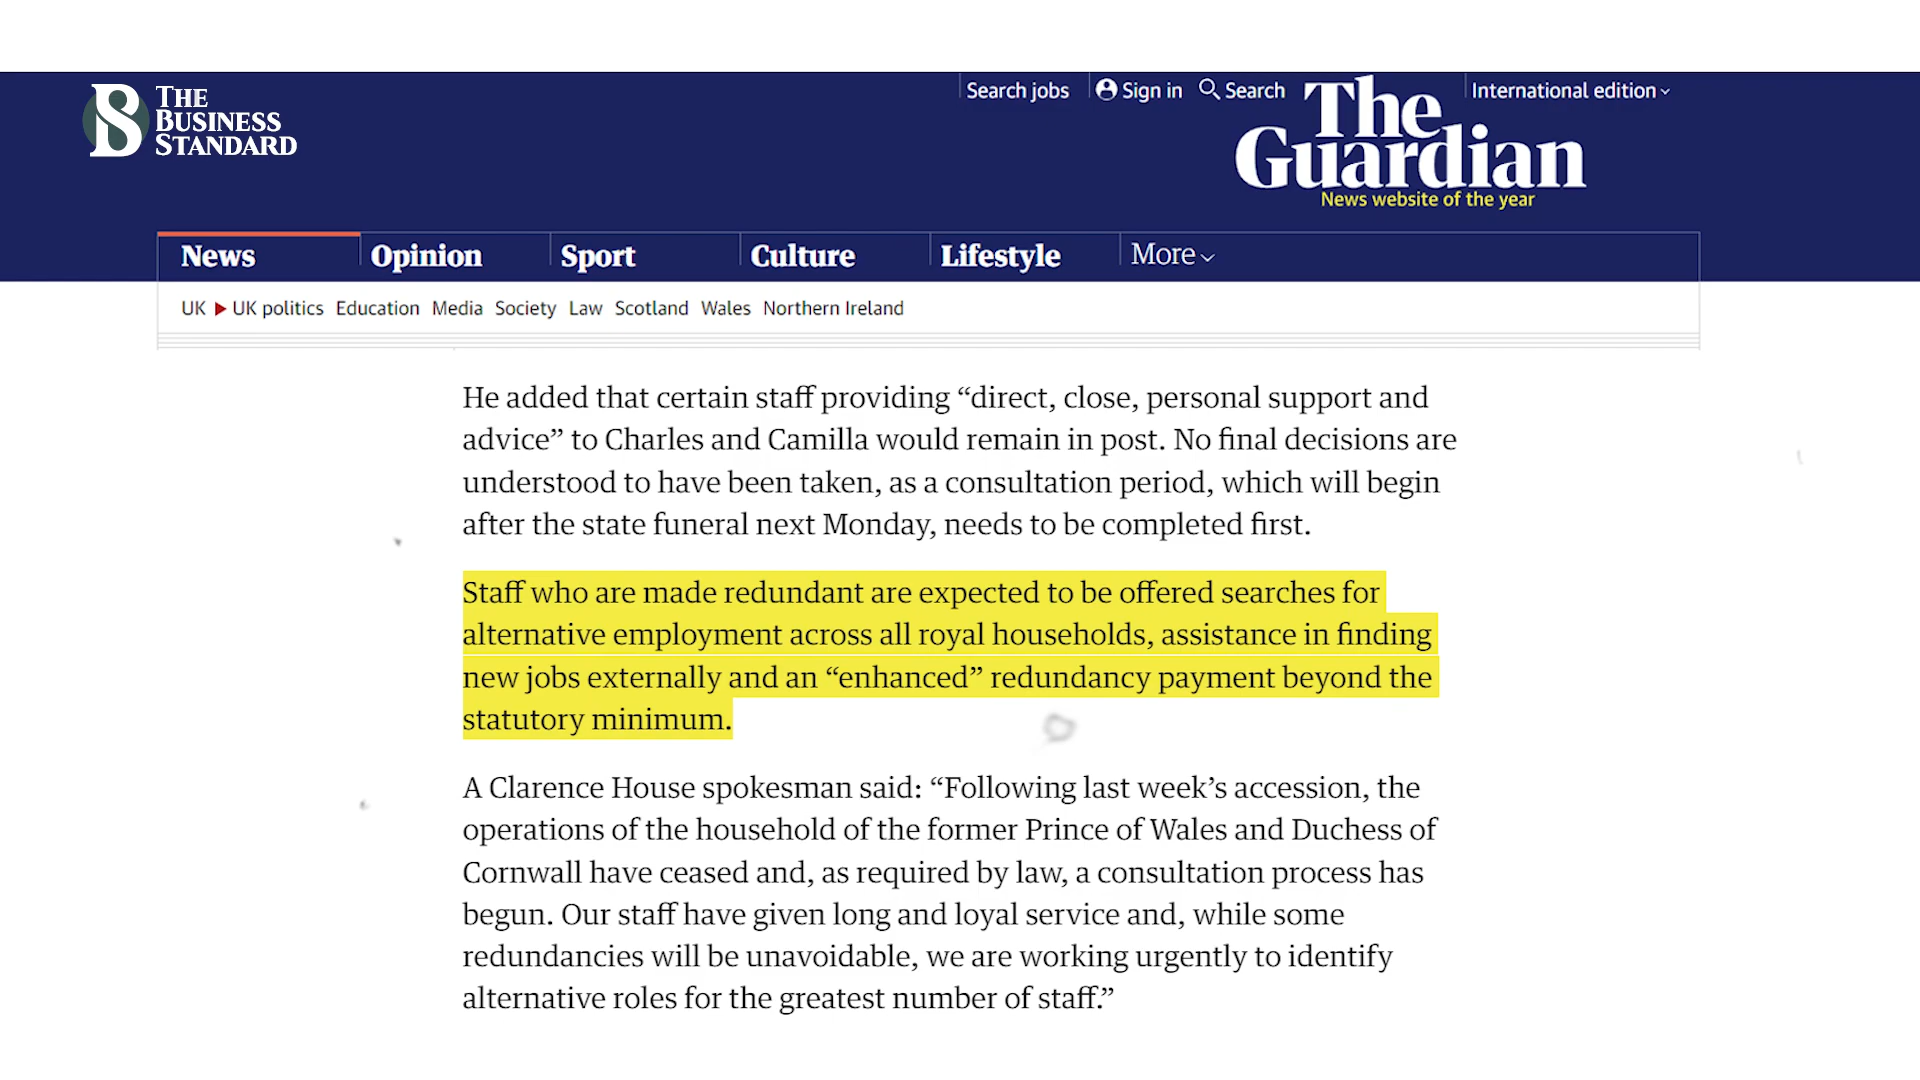 THE
BUSINESS
STANDARD
Search jobs Sign in Search International edition
The
Guardian
News website of the year
News Opinion Sport Culture Lifestyle More
UK UK politics Education Media Society Law Scotland Wales Northern Ireland
He added that certain staff providing “direct, close, personal support and
advice” to Charles and Camilla would remain in post. No final decisions are
understood to have been taken, as a consultation period, which will begin
after the state funeral next Monday, needs to be completed first.
Staff who are made redundant are expected to be offered searches for
alternative employment across all royal households, assistance in finding
new jobs externally and an “enhanced” redundancy payment beyond the
statutory minimum.
A Clarence House spokesman said: “Following last week’s accession, the
operations of the household of the former Prince of Wales and Duchess of
Cornwall have ceased and, as required by law, a consultation process has
begun. Our staff have given long and loyal service and, while some
redundancies will be unavoidable, we are working urgently to identify
alternative roles for the greatest number of staff.”